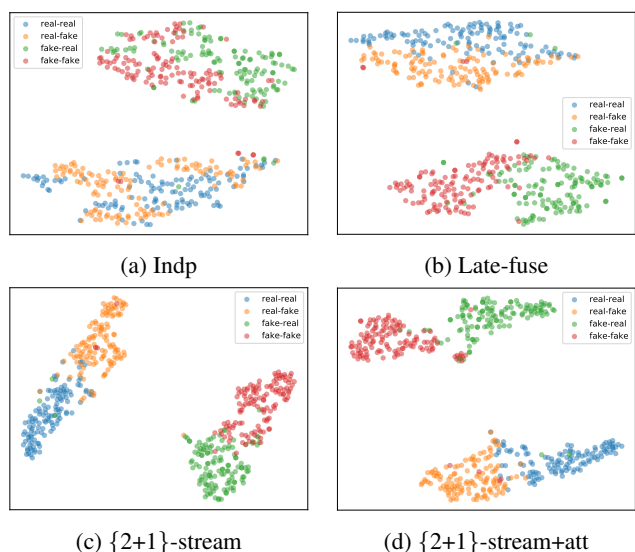 real-real
real-fake
fake-real
fake-fake
(a) Indp
real-real
real-fake
fake-real
fake-fake
(b) Late-fuse
real-real
real-fake
fake-real
fake-fake
(c) {2+1}-stream
real-real
real-fake
fake-real
fake-fake
(d) {2+1}-stream+att